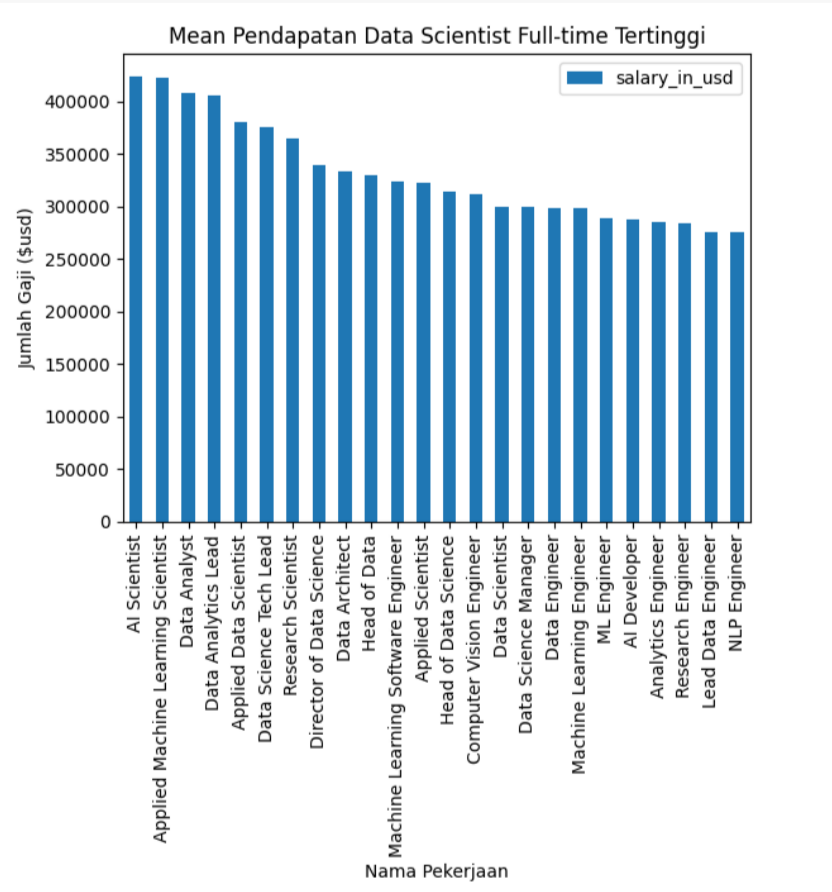 Mean Pendapatan Data Scientist Full-time Tertinggi
salary_in_usd
Jumlah Gaji ($usd)
400000
350000
300000
250000
200000
150000
100000
50000
0
AI Scientist
Applied Machine Learning Scientist
Data Analyst
Data Analytics Lead
Applied Data Scientist
Data Science Tech Lead
Research Scientist
Director of Data Science
Data Architect
Head of Data
Machine Learning Software Engineer
Applied Scientist
Head of Data Science
Computer Vision Engineer
Data Scientist
Data Science Manager
Data Engineer
Machine Learning Engineer
ML Engineer
AI Developer
Analytics Engineer
Research Engineer
Lead Data Engineer
NLP Engineer
Nama Pekerjaan